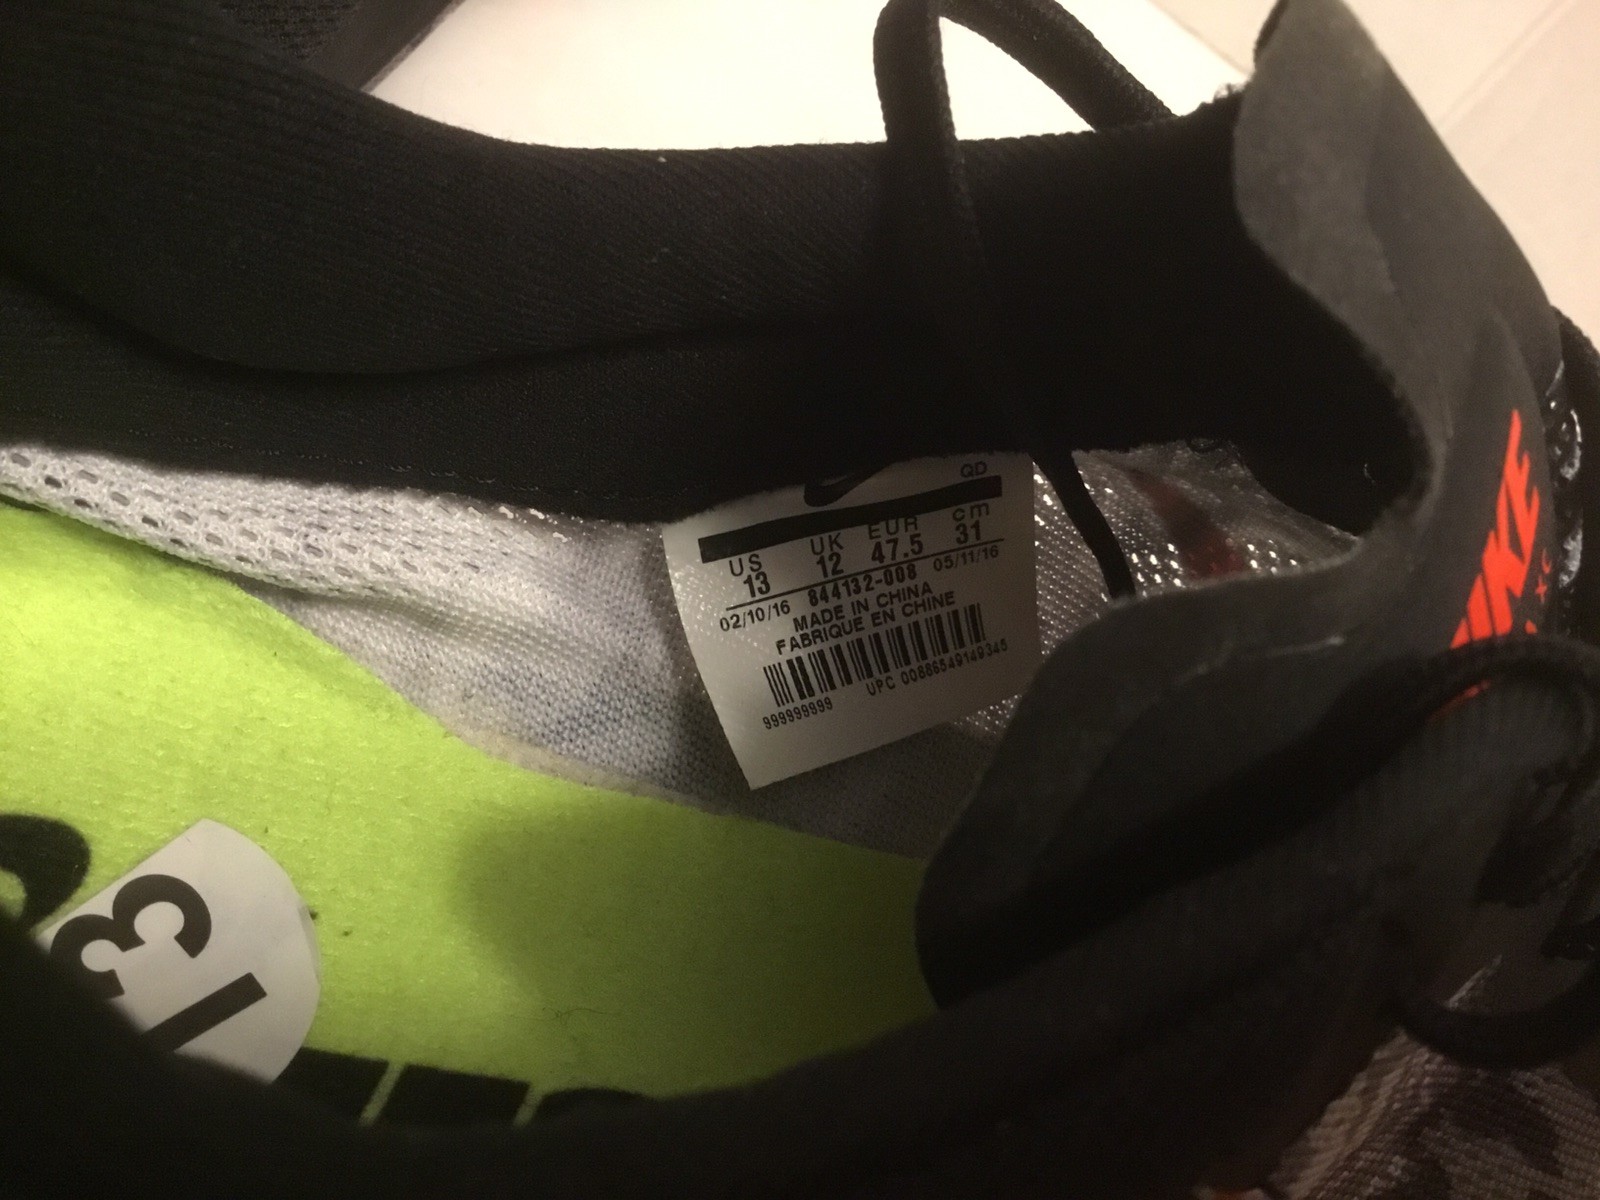 QD
US UK EUR cm
13 12 47.5 31
02/10/16 844132-008 05/11/16
MADE IN CHINA
FABRIQUE EN CHINE
999999999 UPC 00886549149345
13
NIKE